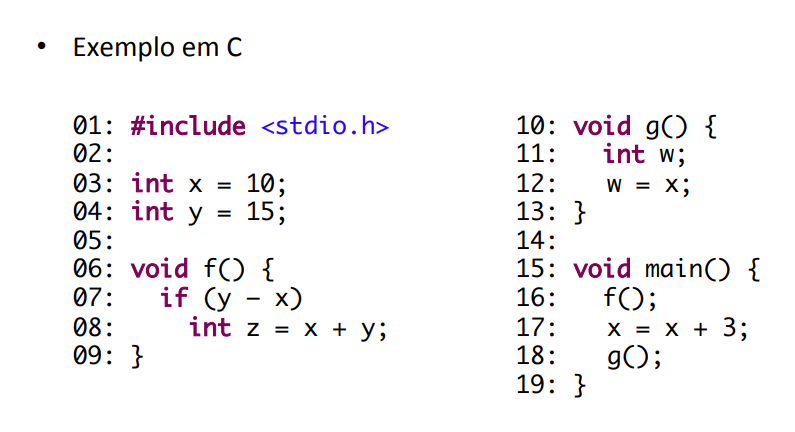 • Exemplo em C
01: #include <stdio.h>
02:
03: int x = 10;
04: int y = 15;
05:
06: void f() {
07:   if (y – x)
08:     int z = x + y;
09: }
10: void g() {
11:   int w;
12:   w = x;
13: }
14:
15: void main() {
16:   f();
17:   x = x + 3;
18:   g();
19: }